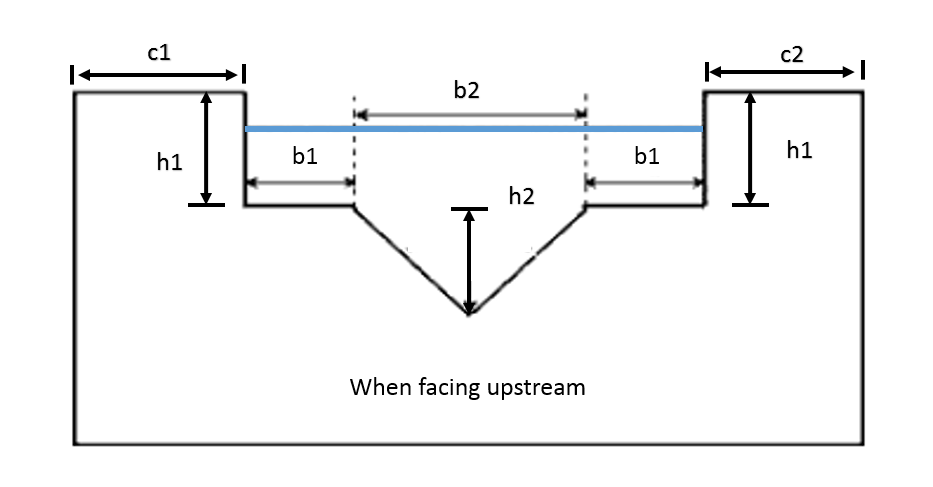 c1
c2
b2
h1
b1
b1
h1
h2
When facing upstream